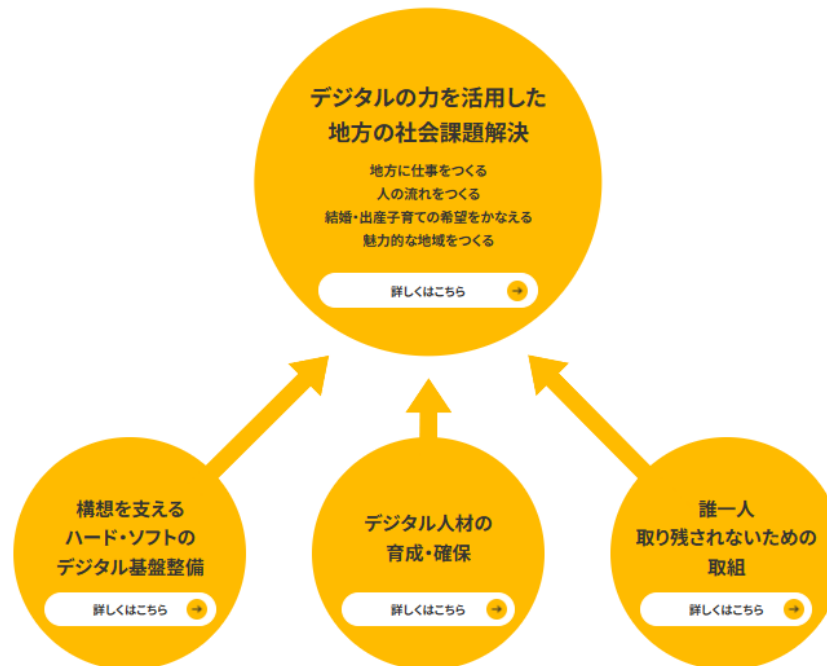 デジタルの力を活用した
地方の社会課題解決
地方に仕事をつくる
人の流れをつくる
結婚・出産子育ての希望をかなえる
魅力的な地域をつくる
詳しくはこちら
構想を支える
ハード・ソフトの
デジタル基盤整備
詳しくはこちら
デジタル人材の
育成・確保
詳しくはこちら
誰一人
取り残されないための
取組
詳しくはこちら